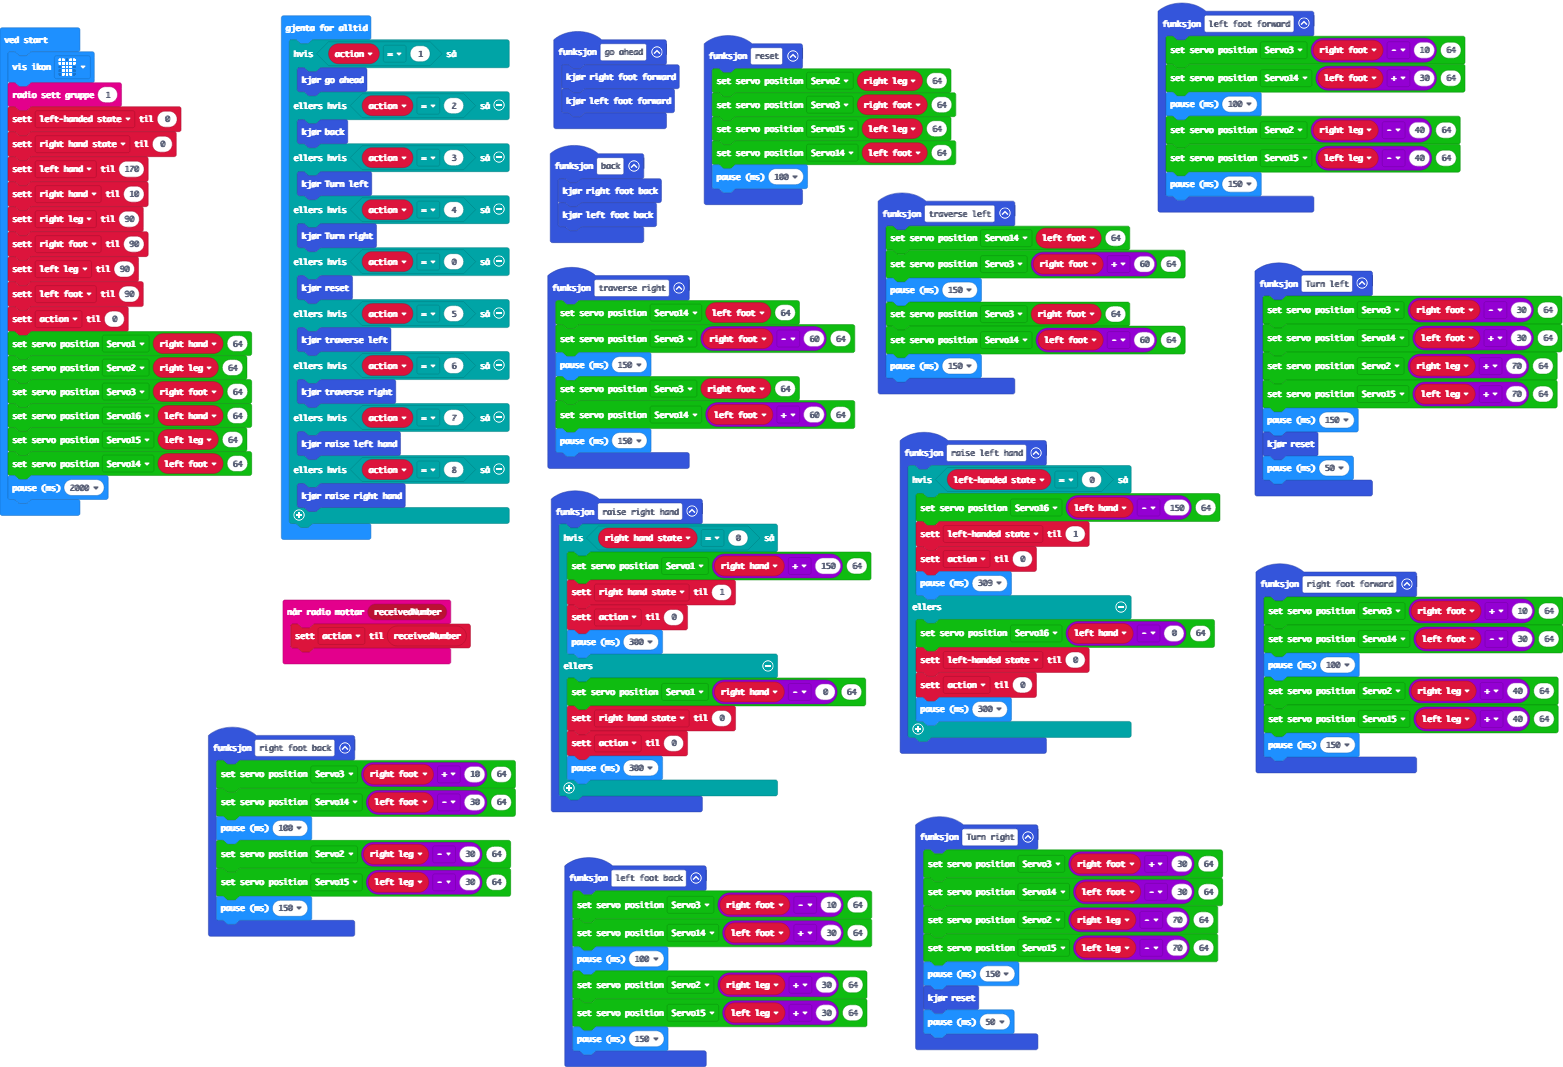 ved start
vis ikon
radio sett gruppe 1
sett left-handed state til 0
sett right hand state til 0
sett left hand til 170
sett right hand til 10
sett right leg til 90
sett right foot til 90
sett left leg til 90
sett left foot til 90
sett action til 0
set servo position Servo1 right hand 64
set servo position Servo2 right leg 64
set servo position Servo3 right foot 64
set servo position Servo16 left hand 64
set servo position Servo15 left leg 64
set servo position Servo14 left foot 64
pause (ms) 2000
gjenta for alltid
hvis action = 1 så
kjør go ahead
ellers hvis action = 2 så
kjør back
ellers hvis action = 3 så
kjør Turn left
ellers hvis action = 4 så
kjør Turn right
ellers hvis action = 0 så
kjør reset
ellers hvis action = 5 så
kjør traverse left
ellers hvis action = 6 så
kjør traverse right
ellers hvis action = 7 så
kjør raise left hand
ellers hvis action = 8 så
kjør raise right hand
når radio mottar receivedNumber
sett action til receivedNumber
funksjon right foot back
set servo position Servo3 right foot + 10 64
set servo position Servo14 left foot - 30 64
pause (ms) 100
set servo position Servo2 right leg - 30 64
set servo position Servo15 left leg - 30 64
pause (ms) 150
funksjon go ahead
kjør right foot forward
kjør left foot forward
funksjon back
kjør right foot back
kjør left foot back
funksjon reset
set servo position Servo2 right leg 64
set servo position Servo3 right foot 64
set servo position Servo15 left leg 64
set servo position Servo14 left foot 64
pause (ms) 100
funksjon traverse right
set servo position Servo14 left foot 64
set servo position Servo3 right foot - 60 64
pause (ms) 150
set servo position Servo3 right foot 64
set servo position Servo14 left foot + 60 64
pause (ms) 150
funksjon raise right hand
hvis right hand state = 0 så
set servo position Servo1 right hand + 150 64
sett right hand state til 1
sett action til 0
pause (ms) 300
ellers
set servo position Servo1 right hand - 0 64
sett right hand state til 0
sett action til 0
pause (ms) 300
funksjon left foot back
set servo position Servo3 right foot - 10 64
set servo position Servo14 left foot + 30 64
pause (ms) 100
set servo position Servo2 right leg + 30 64
set servo position Servo15 left leg + 30 64
pause (ms) 150
funksjon traverse left
set servo position Servo14 left foot 64
set servo position Servo3 right foot + 60 64
pause (ms) 150
set servo position Servo3 right foot 64
set servo position Servo14 left foot - 60 64
pause (ms) 150
funksjon raise left hand
hvis left-handed state = 0 så
set servo position Servo16 left hand - 150 64
sett left-handed state til 1
sett action til 0
pause (ms) 309
ellers
set servo position Servo16 left hand - 0 64
sett left-handed state til 0
sett action til 0
pause (ms) 300
funksjon Turn right
set servo position Servo3 right foot + 30 64
set servo position Servo14 left foot - 30 64
set servo position Servo2 right leg - 70 64
set servo position Servo15 left leg - 70 64
pause (ms) 150
kjør reset
pause (ms) 50
funksjon left foot forward
set servo position Servo3 right foot - 10 64
set servo position Servo14 left foot + 30 64
pause (ms) 100
set servo position Servo2 right leg - 40 64
set servo position Servo15 left leg - 40 64
pause (ms) 150
funksjon Turn left
set servo position Servo3 right foot - 30 64
set servo position Servo14 left foot + 30 64
set servo position Servo2 right leg + 70 64
set servo position Servo15 left leg + 70 64
pause (ms) 150
kjør reset
pause (ms) 50
funksjon right foot forward
set servo position Servo3 right foot + 10 64
set servo position Servo14 left foot - 30 64
pause (ms) 100
set servo position Servo2 right leg + 40 64
set servo position Servo15 left leg + 40 64
pause (ms) 150